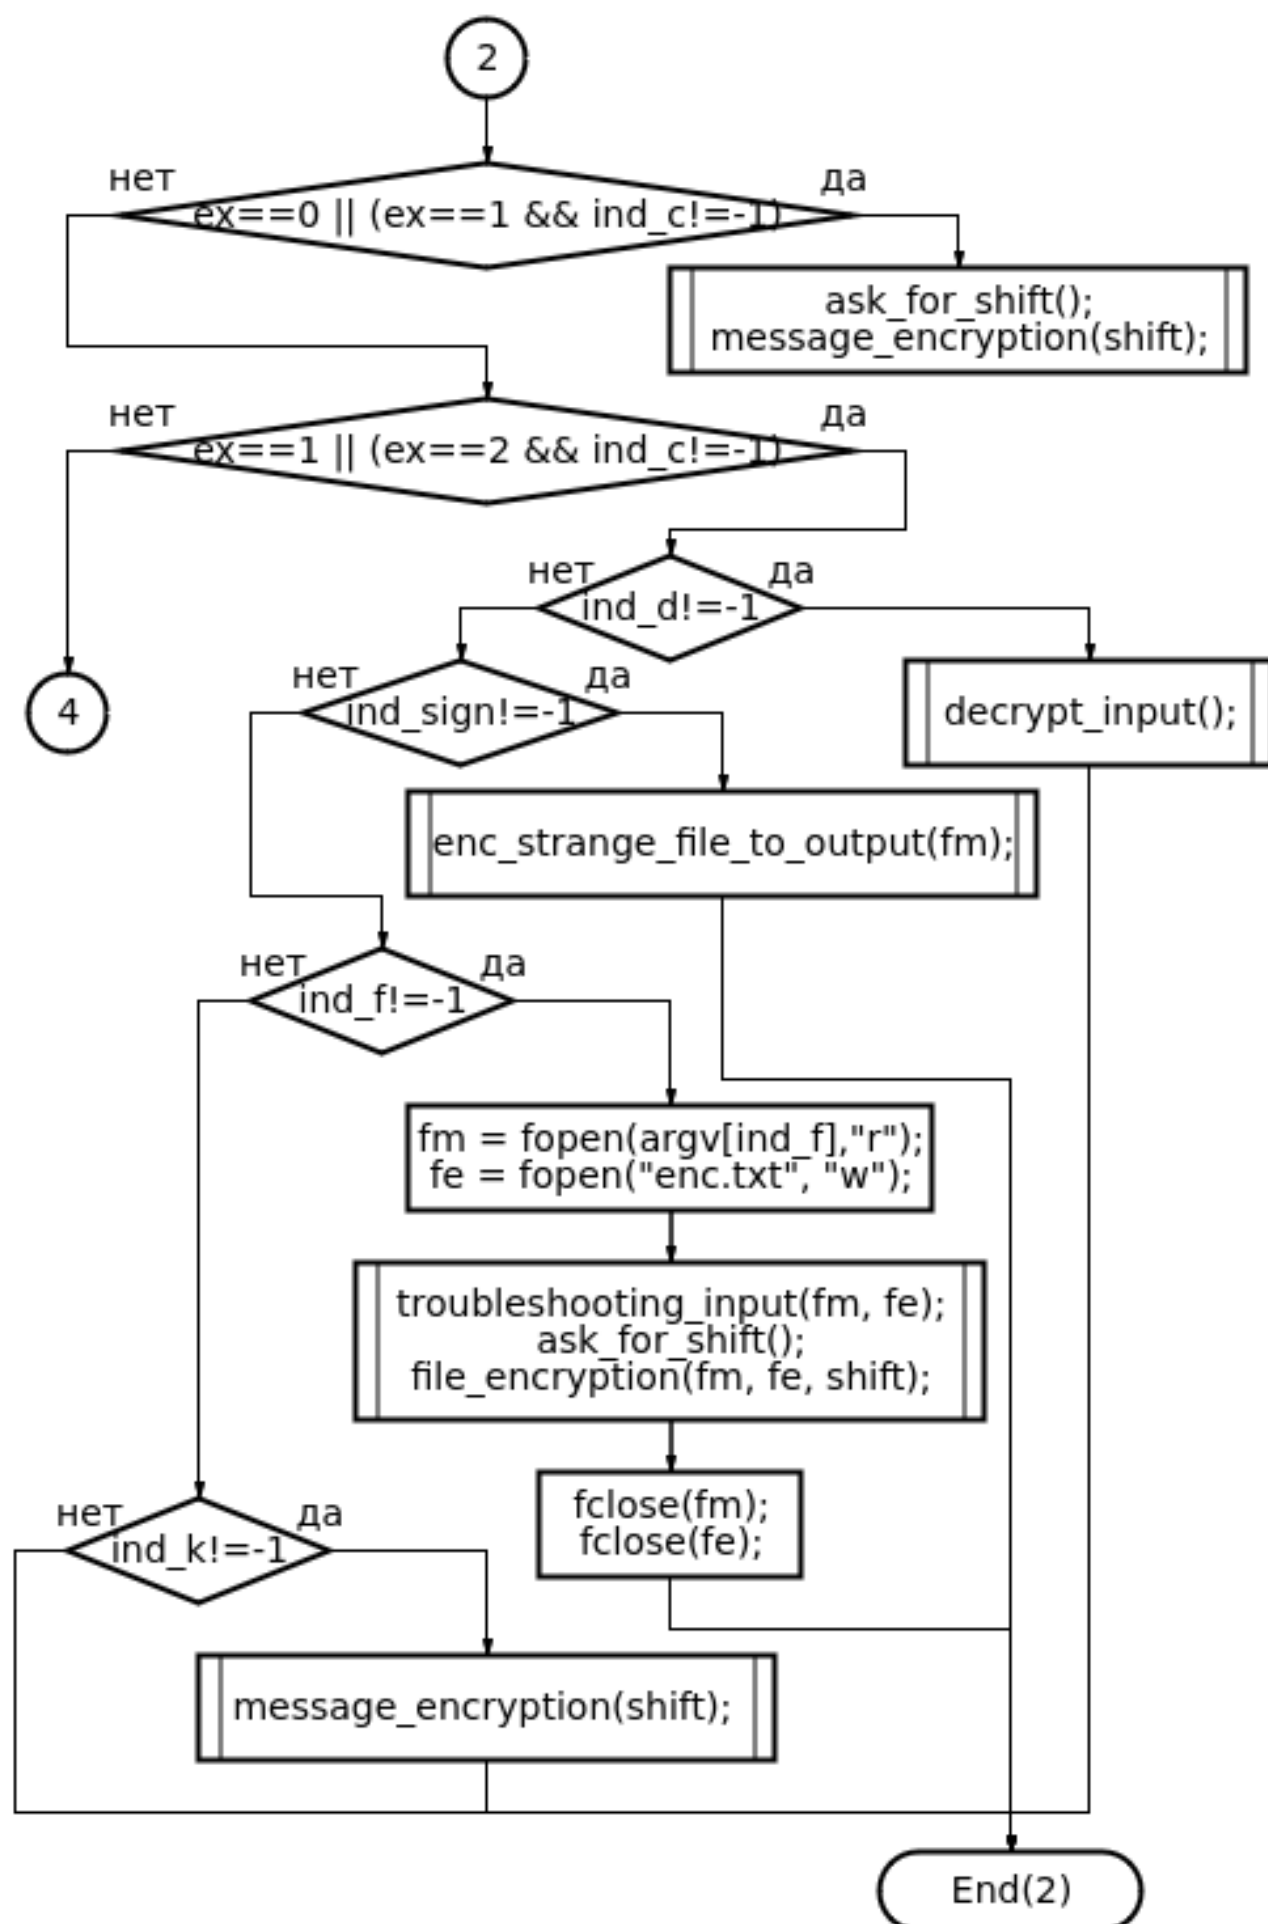 2
нет
да
ex==0 || (ex==1 && ind_c!=-1)
ask_for_shift();
message_encryption(shift);
нет
да
ex==1 || (ex==2 && ind_c!=-1)
нет
да
ind_d!=-1
нет
да
ind_sign!=-1
4
decrypt_input();
enc_strange_file_to_output(fm);
нет
да
ind_f!=-1
fm = fopen(argv[ind_f],"r");
fe = fopen("enc.txt", "w");
troubleshooting_input(fm, fe);
ask_for_shift();
file_encryption(fm, fe, shift);
fclose(fm);
fclose(fe);
нет
да
ind_k!=-1
message_encryption(shift);
End(2)